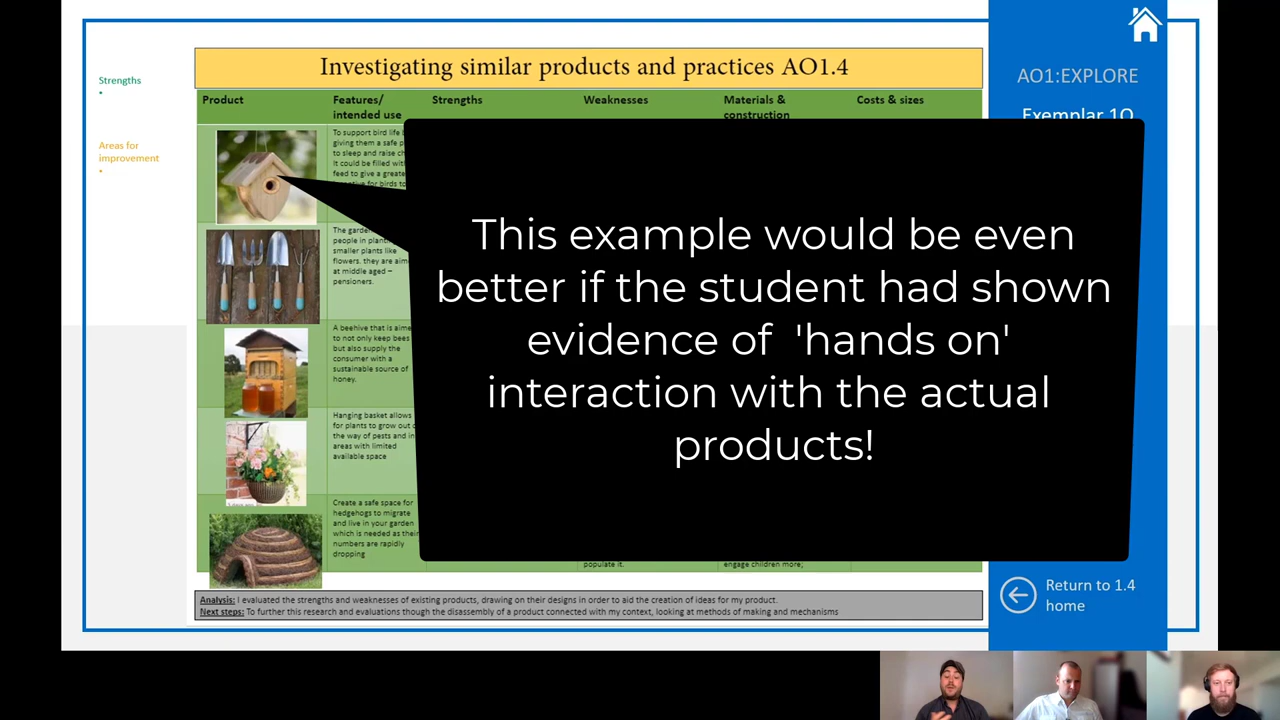 Strengths
•
Areas for
improvement
•
Investigating similar products and practices AO1.4
Product
Features/
intended use
Strengths
Weaknesses
Materials &
construction
Costs & sizes
To support bird life
giving them a safe
to sleep and raise
It could be filled with
feed to give a greate
for birds to
The garden
people in plant
smaller plants like
flowers. they are aim
at middle aged –
pensioners.
A beehive that is aime
to not only keep bees
but also supply the
consumer with a
sustainable source of
honey.
Hanging basket allows
for plants to grow out
the way of pests and in
areas with limited
available space
Create a safe space for
hedgehogs to migrate
and live in your garden
which is needed as their
numbers are rapidly
dropping
populate it.
engage children more;
This example would be even
better if the student had shown
evidence of 'hands on'
interaction with the actual
products!
Analysis: I evaluated the strengths and weaknesses of existing products, drawing on their designs in order to aid the creation of ideas for my product.
Next steps: To further this research and evaluations though the disassembly of a product connected with my context, looking at methods of making and mechanisms
AO1:EXPLORE
Exemplar 1O
Return to 1.4
home